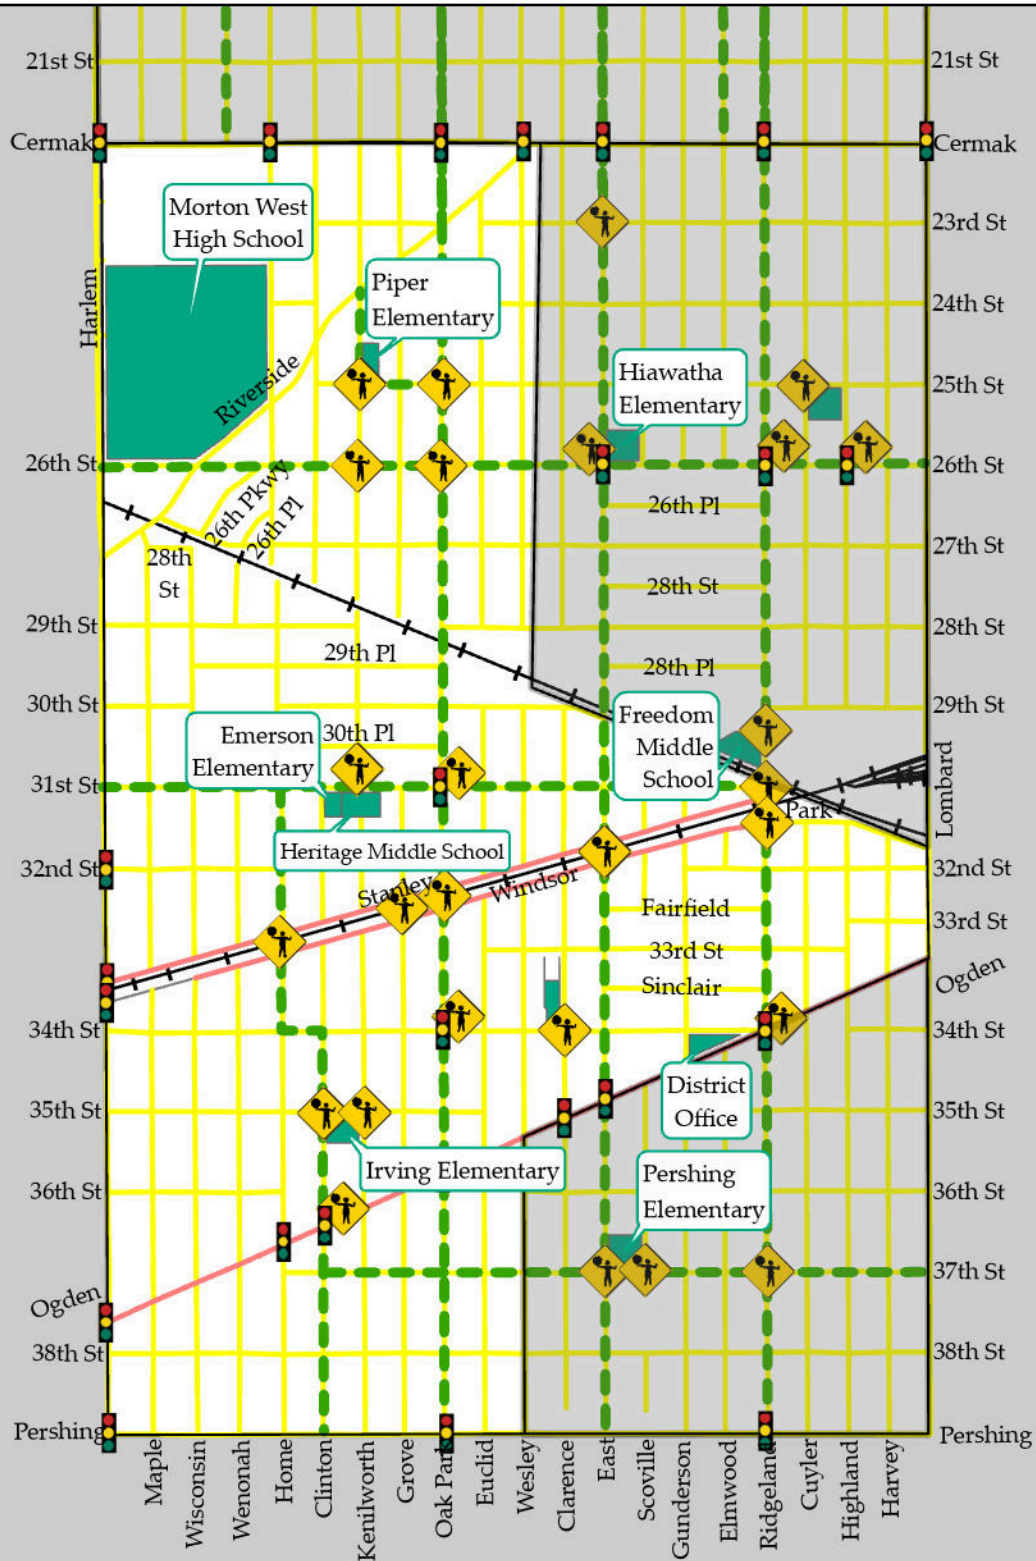 21st St
21st St
Cermak
Cermak
Morton West
High School
23rd St
Harlem
Piper
Elementary
24th St
Riverside
Hiawatha
Elementary
25th St
26th St
26th St
26th Pkwy
26th Pl
26th Pl
28th
St
27th St
28th St
29th St
28th St
29th Pl
28th Pl
30th St
29th St
Emerson
Elementary
30th Pl
Freedom
Middle
School
31st St
Park
Lombard
Heritage Middle School
32nd St
32nd St
Stanley
Windsor
Fairfield
33rd St
33rd St
Sinclair
Ogden
34th St
34th St
District
Office
35th St
35th St
Irving Elementary
36th St
Pershing
Elementary
36th St
37th St
Ogden
38th St
38th St
Pershing
Pershing
Maple
Wisconsin
Wenonah
Home
Clinton
Kenilworth
Grove
Oak Park
Euclid
Wesley
Clarence
East
Scoville
Gunderson
Elmwood
Ridgeland
Cuyler
Highland
Harvey